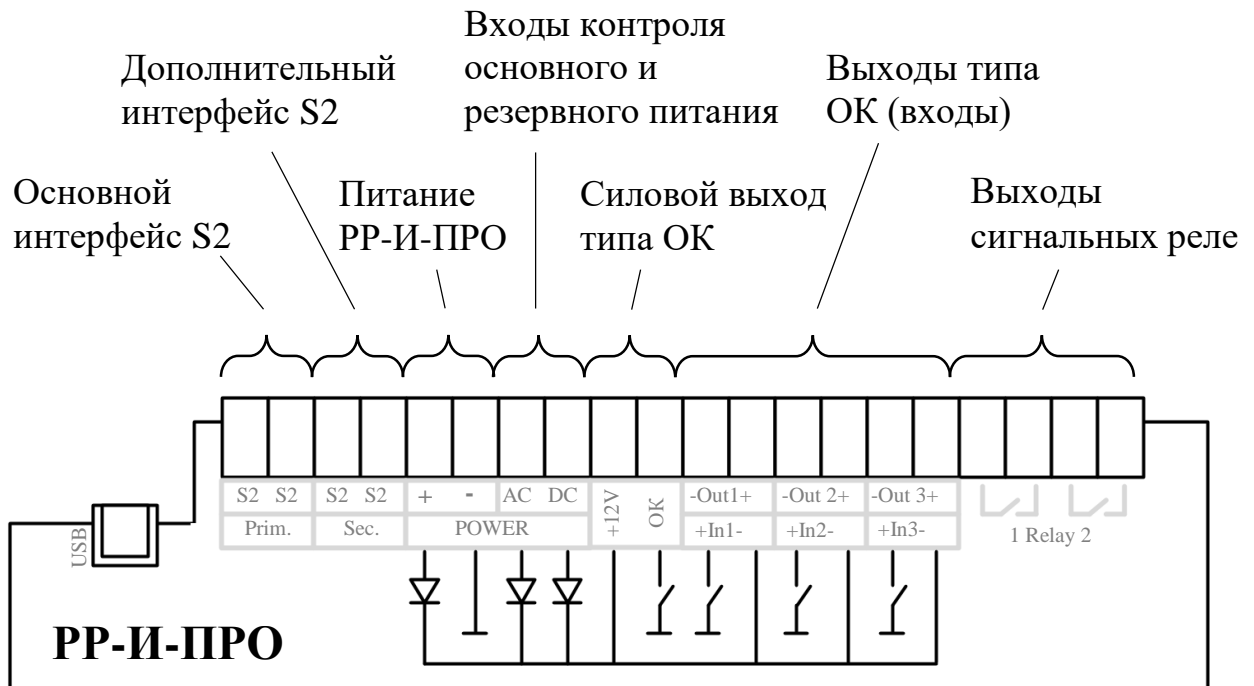 Входы контроля
основного и
резервного питания
Дополнительный
интерфейс S2
Выходы типа
ОК (входы)
Основной
интерфейс S2
Питание
РР-И-ПРО
Силовой выход
типа ОК
Выходы
сигнальных реле
S2 S2 S2 S2 + - AC DC +12V ОК -Out1+ -Out 2+ -Out 3+
Prim. Sec. POWER +In1- +In2- +In3- 1 Relay 2
USB
РР-И-ПРО